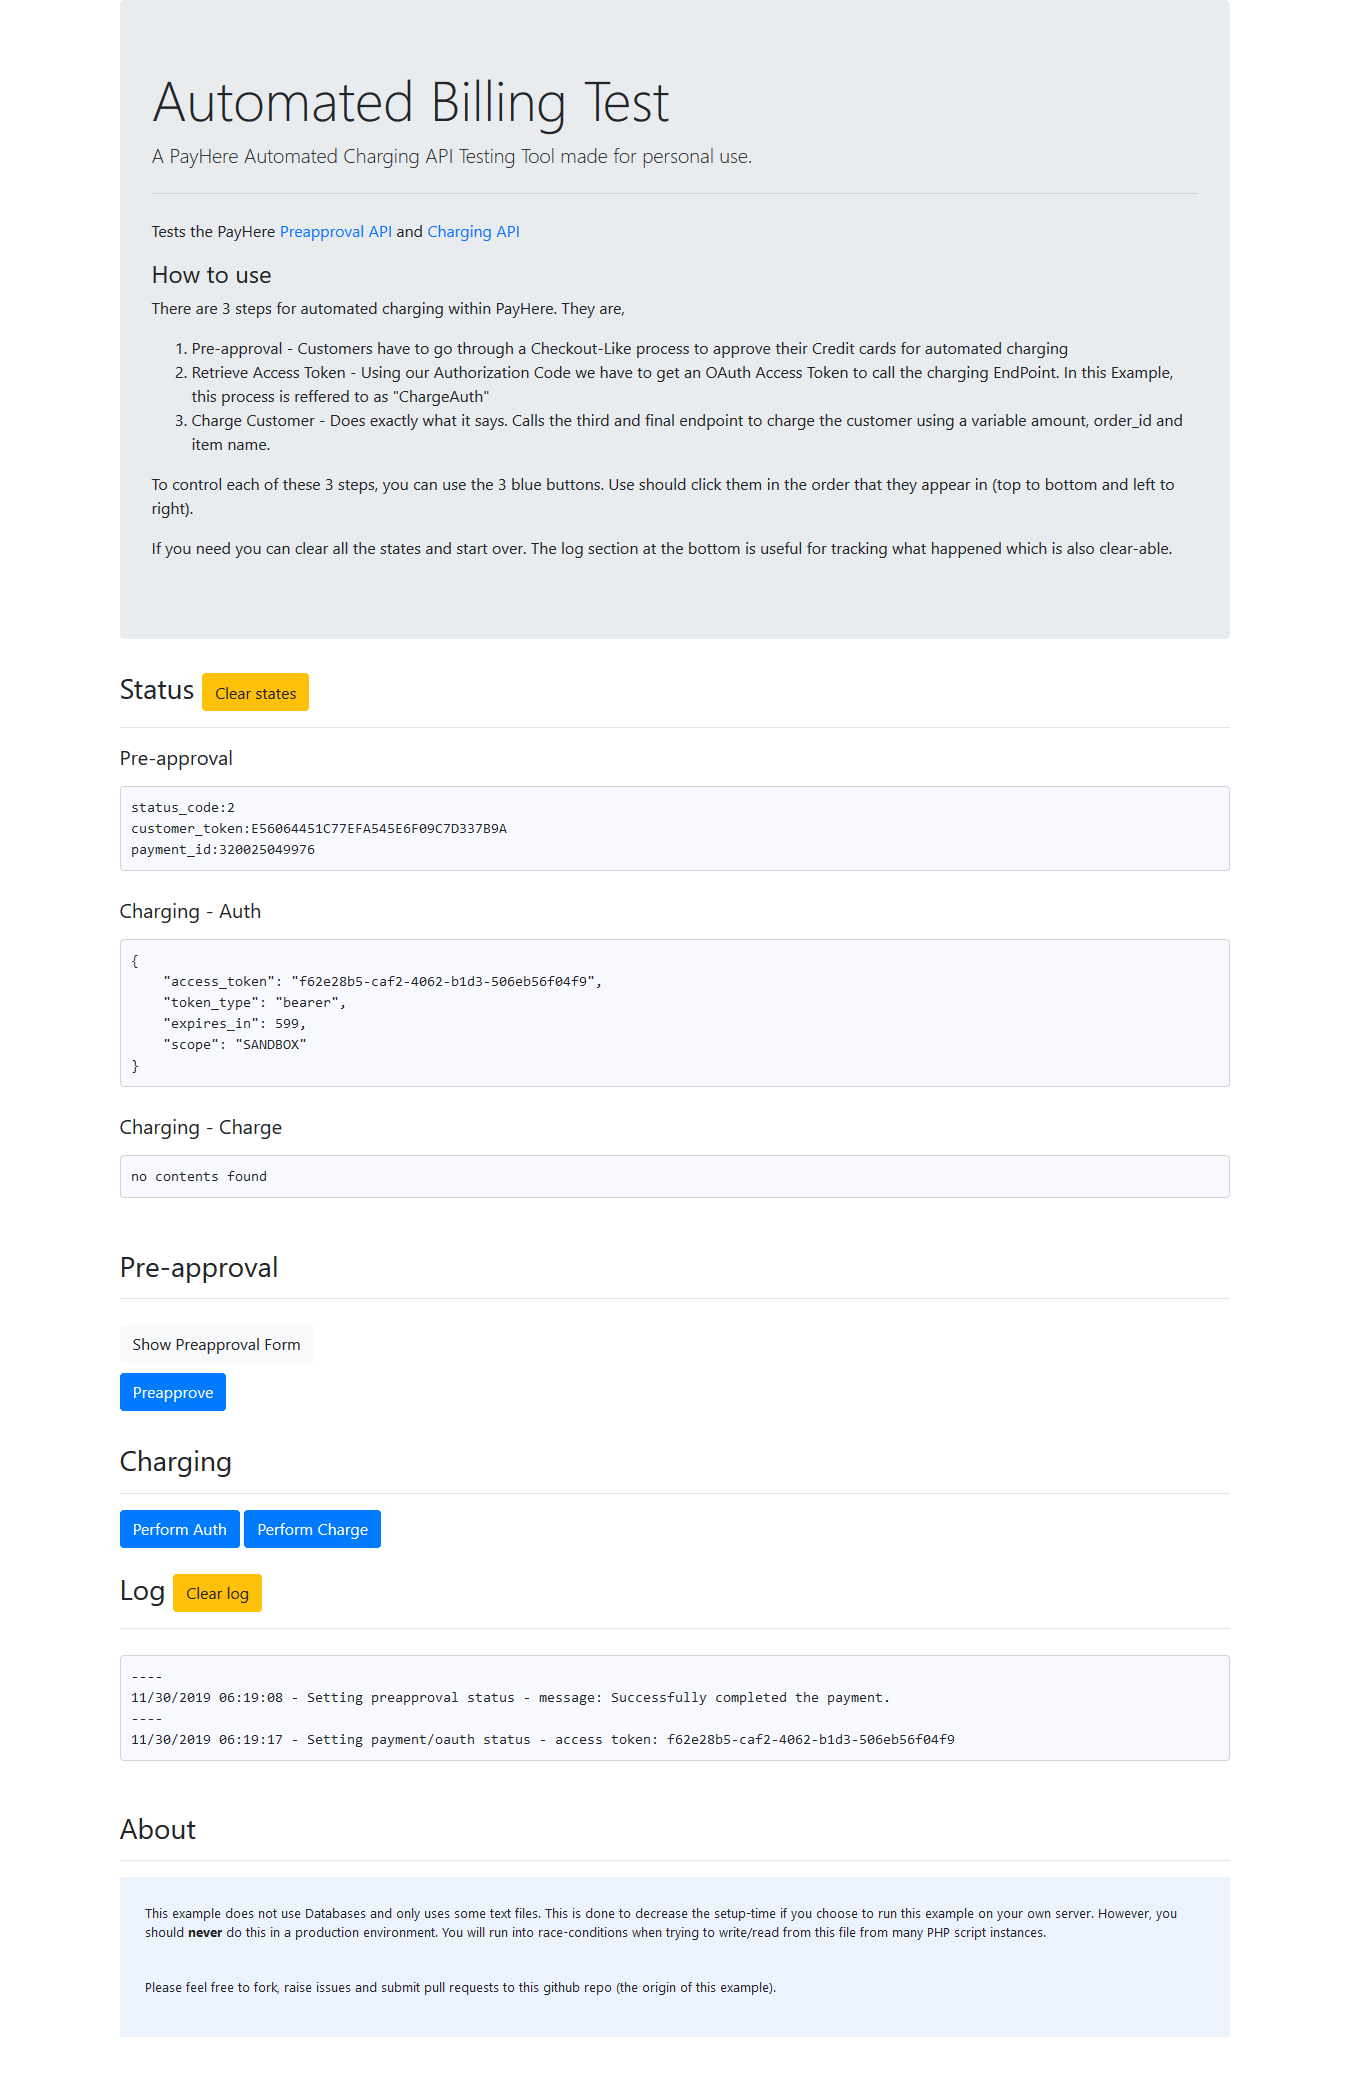 Automated Billing Test
A PayHere Automated Charging API Testing Tool made for personal use.
Tests the PayHere Preapproval API and Charging API
How to use
There are 3 steps for automated charging within PayHere. They are,
1. Pre-approval - Customers have to go through a Checkout-Like process to approve their Credit cards for automated charging
2. Retrieve Access Token - Using our Authorization Code we have to get an OAuth Access Token to call the charging EndPoint. In this Example,
this process is reffered to as "ChargeAuth"
3. Charge Customer - Does exactly what it says. Calls the third and final endpoint to charge the customer using a variable amount, order_id and
item name.
To control each of these 3 steps, you can use the 3 blue buttons. Use should click them in the order that they appear in (top to bottom and left to
right).
If you need you can clear all the states and start over. The log section at the bottom is useful for tracking what happened which is also clear-able.
Status Clear states
Pre-approval
status_code:2
customer_token:E56064451C77EFA545E6F09C7D337B9A
payment_id:320025049976
Charging - Auth
{
    "access_token": "f62e28b5-caf2-4062-b1d3-506eb56f04f9",
    "token_type": "bearer",
    "expires_in": 599,
    "scope": "SANDBOX"
}
Charging - Charge
no contents found
Pre-approval
Show Preapproval Form
Preapprove
Charging
Perform Auth Perform Charge
Log Clear log
----
11/30/2019 06:19:08 - Setting preapproval status - message: Successfully completed the payment.
----
11/30/2019 06:19:17 - Setting payment/oauth status - access token: f62e28b5-caf2-4062-b1d3-506eb56f04f9
About
This example does not use Databases and only uses some text files. This is done to decrease the setup-time if you choose to run this example on your own server. However, you
should never do this in a production environment. You will run into race-conditions when trying to write/read from this file from many PHP script instances.
Please feel free to fork, raise issues and submit pull requests to this github repo (the origin of this example).